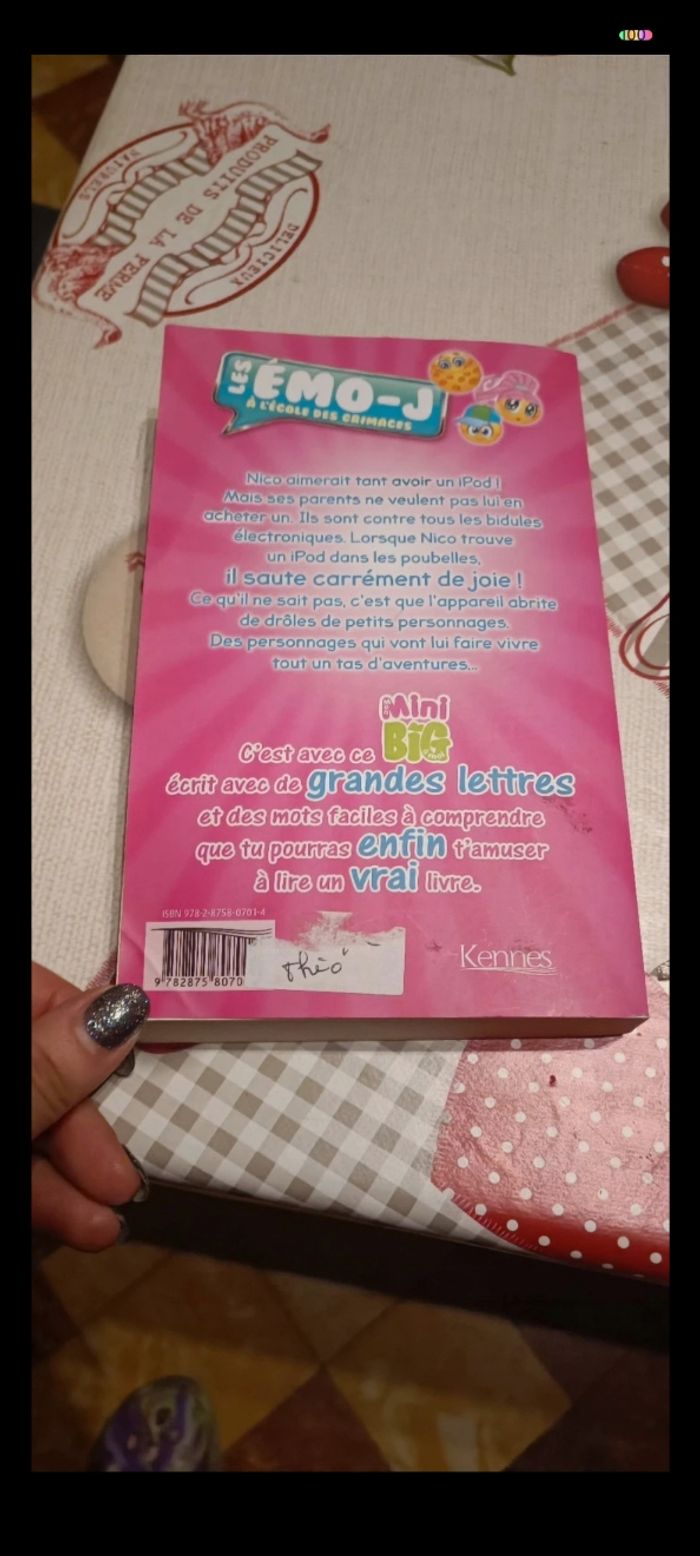 100
PRODUITS DE LA FERME
NATURELS
DELICIEUX
LES
ÉMO-J
À L'ÉCOLE DES GRIMACES
Nico aimerait tant avoir un iPod !
Mais ses parents ne veulent pas lui en
acheter un. Ils sont contre tous les bidules
électroniques. Lorsque Nico trouve
un iPod dans les poubelles,
il saute carrément de joie !
Ce qu'il ne sait pas, c'est que l'appareil abrite
de drôles de petits personnages.
Des personnages qui vont lui faire vivre
tout un tas d'aventures...
Mini
C'est avec ce BIG
écrit avec de grandes lettres
et des mots faciles à comprendre
que tu pourras enfin t'amuser
à lire un vrai livre.
ISBN 978-2-8758-0701-4
9 782875 8070
Théo
Kennes